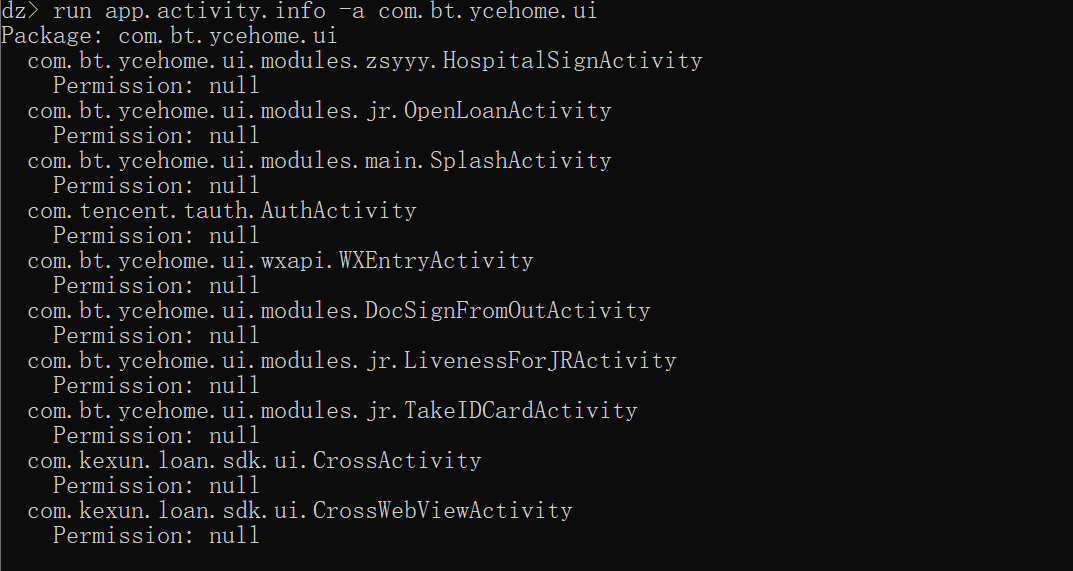 dz> run app.activity.info -a com.bt.ycehome.ui
Package: com.bt.ycehome.ui
com.bt.ycehome.ui.modules.zsyyy.HospitalSignActivity
Permission: null
com.bt.ycehome.ui.modules.jr.OpenLoanActivity
Permission: null
com.bt.ycehome.ui.modules.main.SplashActivity
Permission: null
com.tencent.tauth.AuthActivity
Permission: null
com.bt.ycehome.ui.wxapi.WXEntryActivity
Permission: null
com.bt.ycehome.ui.modules.DocSignFromOutActivity
Permission: null
com.bt.ycehome.ui.modules.jr.LivenessForJRActivity
Permission: null
com.bt.ycehome.ui.modules.jr.TakeIDCardActivity
Permission: null
com.kexun.loan.sdk.ui.CrossActivity
Permission: null
com.kexun.loan.sdk.ui.CrossWebViewActivity
Permission: null